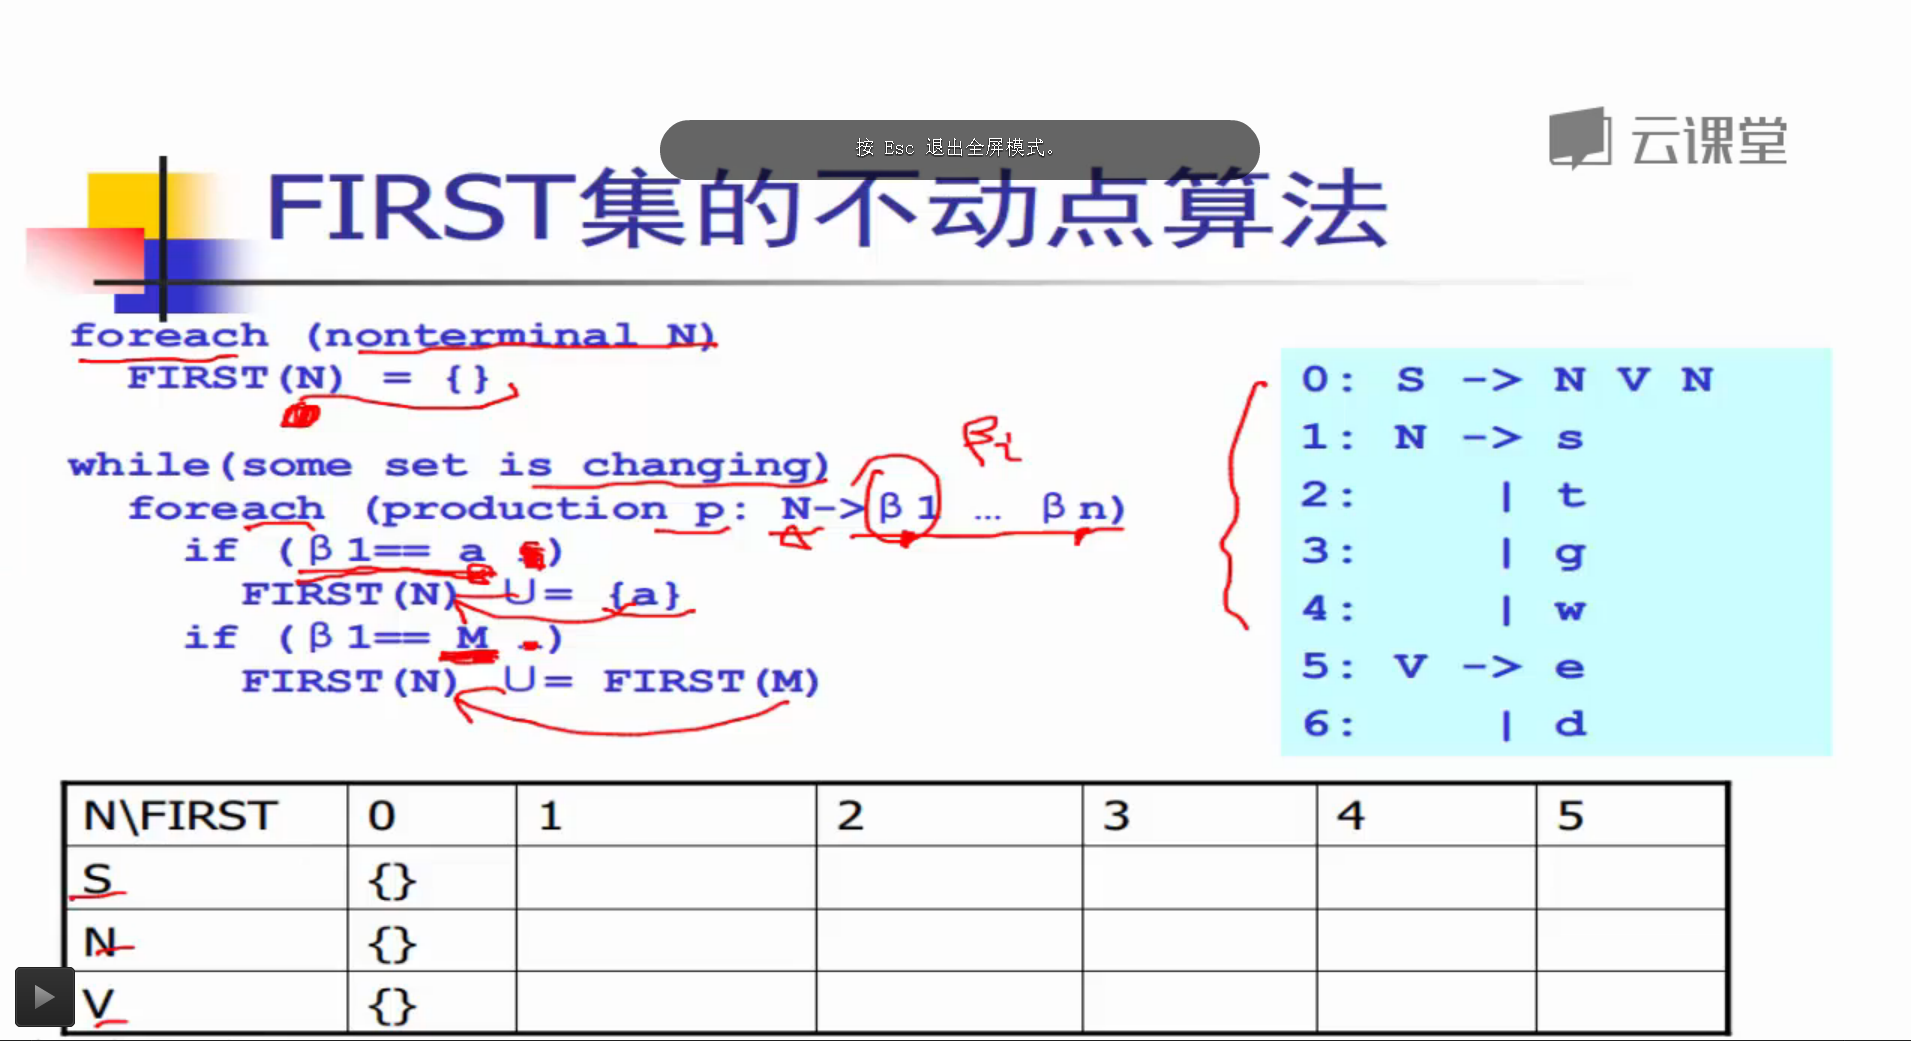 云课堂
按 Esc 退出全屏模式。
FIRST集的不动点算法
foreach (nonterminal N)
FIRST(N) = {}
while(some set is changing)
foreach (production p: N->β1 … βn)
if (β1== a )
FIRST(N) ∪= {a}
if (β1== M )
FIRST(N) ∪= FIRST(M)
βi
0: S -> N V N
1: N -> s
2: | t
3: | g
4: | w
5: V -> e
6: | d
N\FIRST 0 1 2 3 4 5
S {}
N {}
V {}